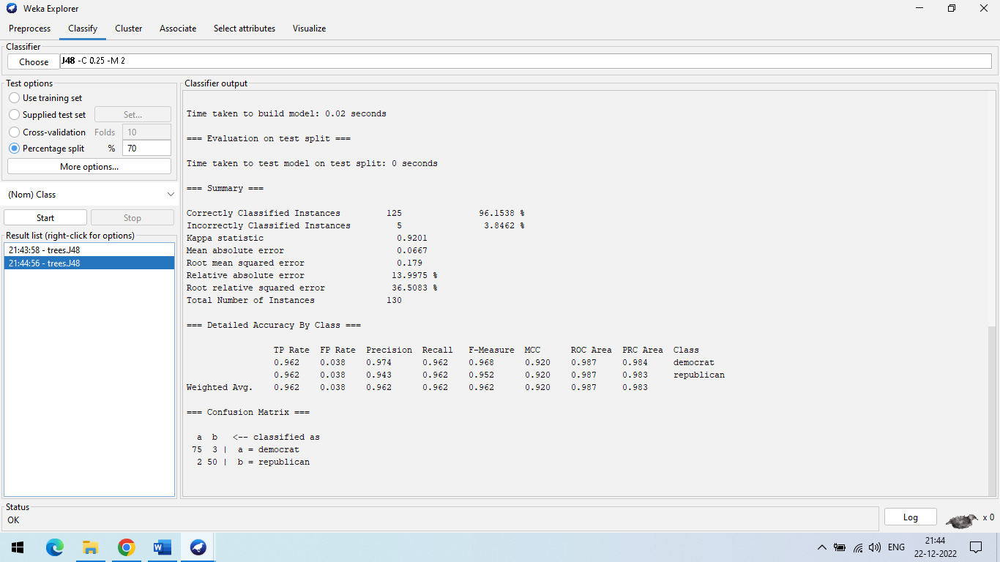 Weka Explorer
Preprocess Classify Cluster Associate Select attributes Visualize
Classifier
Choose J48 -C 0.25 -M 2
Test options
Use training set
Supplied test set Set...
Cross-validation Folds 10
Percentage split % 70
More options...
(Nom) Class
Start Stop
Result list (right-click for options)
21:43:58 - trees.J48
21:44:56 - trees.J48
Classifier output
Time taken to build model: 0.02 seconds
=== Evaluation on test split ===
Time taken to test model on test split: 0 seconds
=== Summary ===
Correctly Classified Instances 125 96.1538 %
Incorrectly Classified Instances 5 3.8462 %
Kappa statistic 0.9201
Mean absolute error 0.0667
Root mean squared error 0.179
Relative absolute error 13.9975 %
Root relative squared error 36.5083 %
Total Number of Instances 130
=== Detailed Accuracy By Class ===
TP Rate FP Rate Precision Recall F-Measure MCC ROC Area PRC Area Class
0.962 0.038 0.974 0.962 0.968 0.920 0.987 0.984 democrat
0.962 0.038 0.943 0.962 0.952 0.920 0.987 0.983 republican
Weighted Avg. 0.962 0.038 0.962 0.962 0.962 0.920 0.987 0.983
=== Confusion Matrix ===
a b <-- classified as
75 3 | a = democrat
2 50 | b = republican
Status
OK
Log x 0
ENG
21:44
22-12-2022